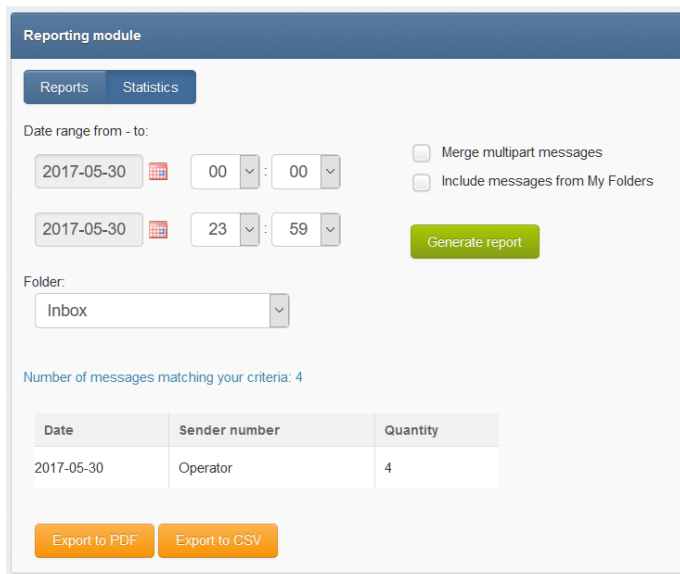 Reporting module
Reports Statistics
Date range from - to:
2017-05-30 00 : 00
Merge multipart messages
Include messages from My Folders
2017-05-30 23 : 59
Generate report
Folder:
Inbox
Number of messages matching your criteria: 4
Date Sender number Quantity
2017-05-30 Operator 4
Export to PDF Export to CSV